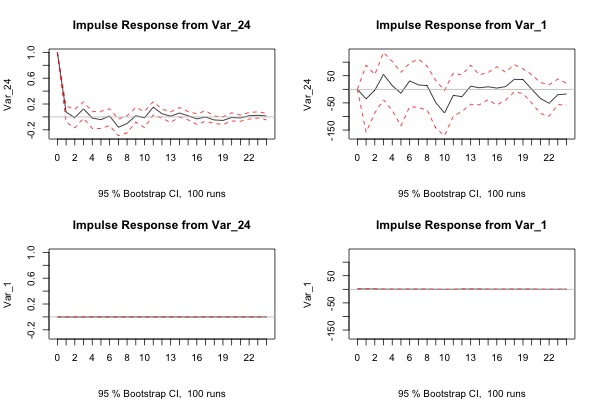 Impulse Response from Var_24
Var_24
1.0
0.6
0.2
-0.2
0 2 4 6 8 10 13 16 19 22
95 % Bootstrap CI,  100 runs
Impulse Response from Var_1
Var_24
50
-50
-150
0 2 4 6 8 10 13 16 19 22
95 % Bootstrap CI,  100 runs
Impulse Response from Var_24
Var_1
1.0
0.6
0.2
-0.2
0 2 4 6 8 10 13 16 19 22
95 % Bootstrap CI,  100 runs
Impulse Response from Var_1
Var_1
50
-50
-150
0 2 4 6 8 10 13 16 19 22
95 % Bootstrap CI,  100 runs